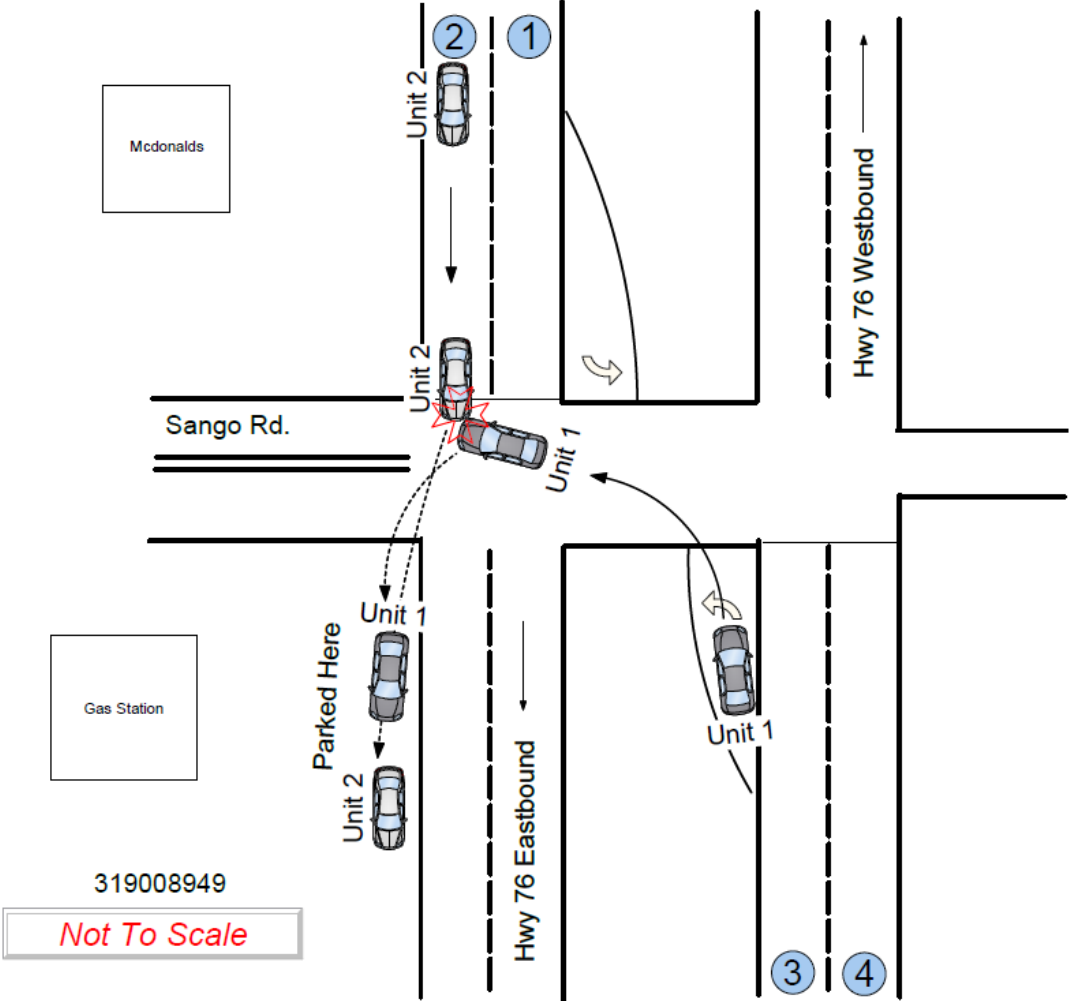 2
1
Unit 2
Mcdonalds
Hwy 76 Westbound
Unit 2
Sango Rd.
Unit 1
Unit 1
Parked Here
Gas Station
Unit 1
Unit 2
Hwy 76 Eastbound
319008949
Not To Scale
3
4